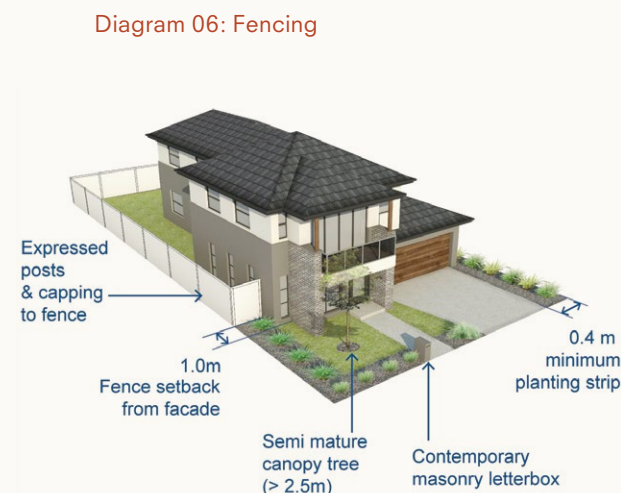 Diagram 06: Fencing
Expressed
posts
& capping
to fence
1.0m
Fence setback
from facade
0.4 m
minimum
planting strip
Semi mature
canopy tree
(> 2.5m)
Contemporary
masonry letterbox